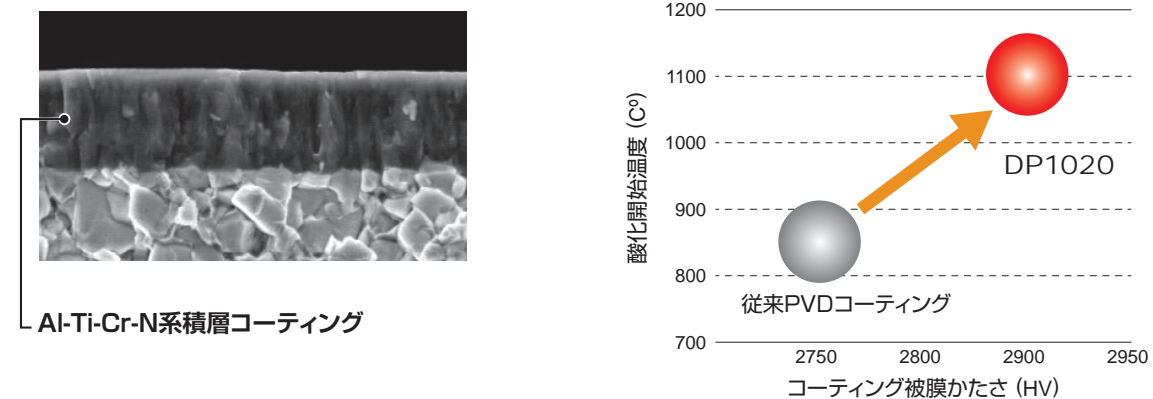 Al-Ti-Cr-N系積層コーティング
酸化開始温度（Cº）
1200
1100
1000
900
800
700
DP1020
従来PVDコーティング
2750 2800 2900 2950
コーティング被膜かたさ（HV）